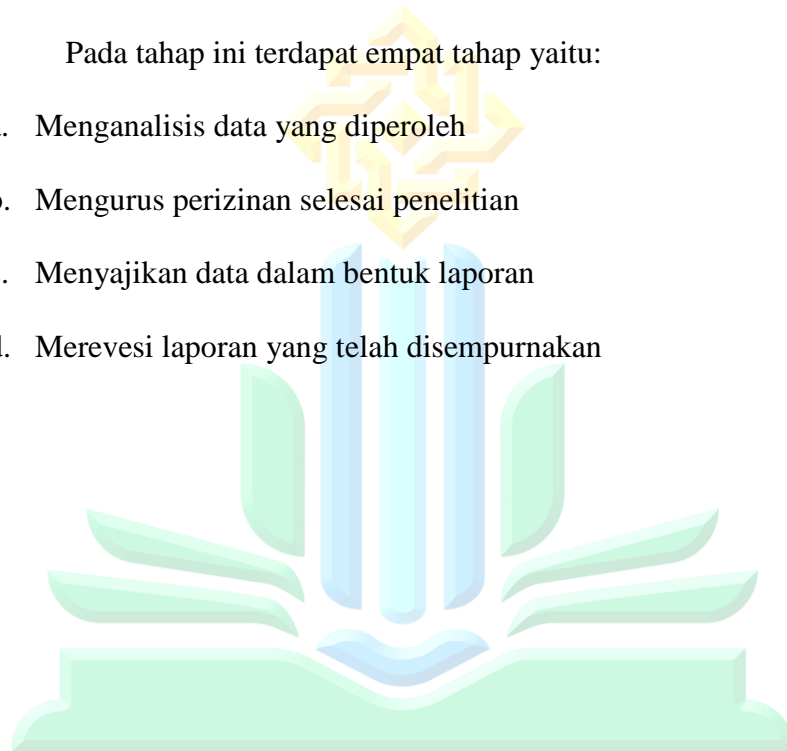 Pada tahap ini terdapat empat tahap yaitu:
. Menganalisis data yang diperoleh
. Mengurus perizinan selesai penelitian
. Menyajikan data dalam bentuk laporan
. Merevesi laporan yang telah disempurnakan